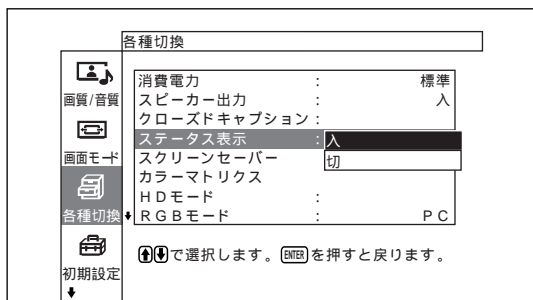 各種切換
画質/音質
画面モード
各種切換
初期設定
消費電力 : 標準
スピーカー出力 : 入
クローズドキャプション :
ステータス表示 : 入
スクリーンセーバー 切
カラーマトリクス
HDモード :
RGBモード : PC
で選択します。ENTERを押すと戻ります。